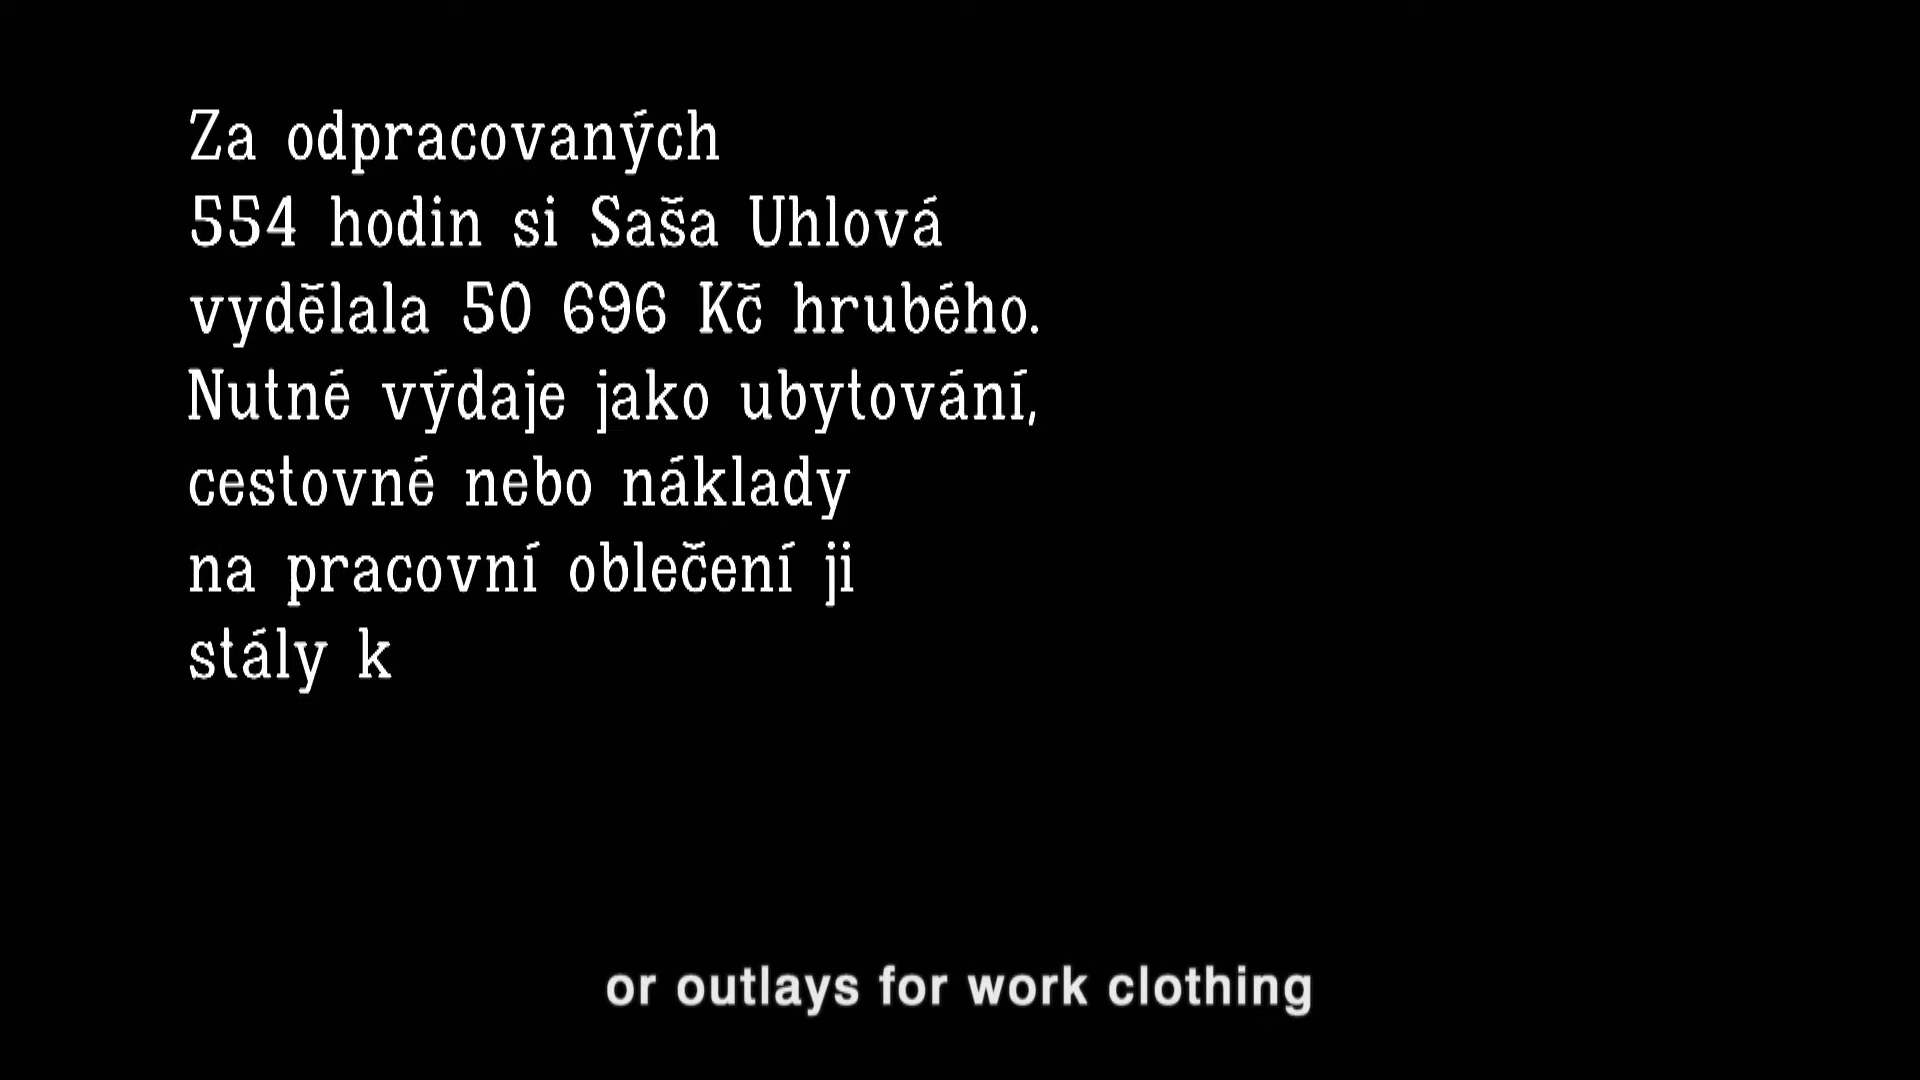 Za odpracovaných
554 hodin si Saša Uhlová
vydělala 50 696 Kč hrubého.
Nutné výdaje jako ubytování,
cestovné nebo náklady
na pracovní oblečení ji
stály k
or outlays for work clothing